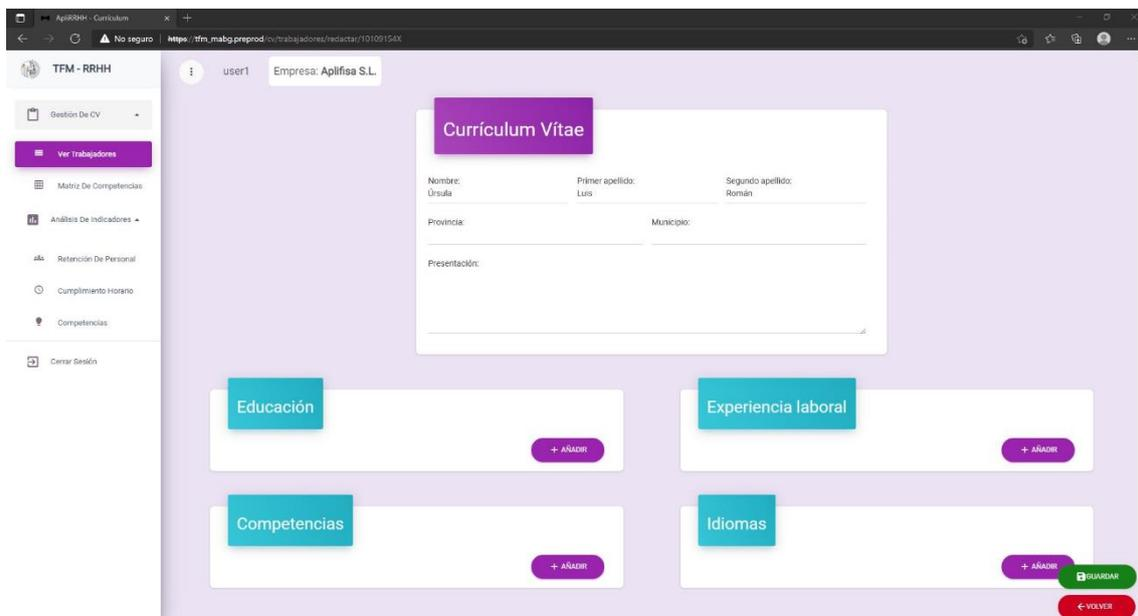 ApliRRHH - Currículum
No seguro https://tfm_mabg.preprod/cv/trabajadores/redactar/10109154X
TFM - RRHH
user1 Empresa: Aplifisa S.L.
Gestión De CV
Ver Trabajadores
Matriz De Competencias
Análisis De Indicadores
Retención De Personal
Cumplimiento Horario
Competencias
Cerrar Sesión
Currículum Vítae
Nombre: Primer apellido: Segundo apellido:
Úrsula Luis Román
Provincia: Municipio:
Presentación:
Educación Experiencia laboral
+ AÑADIR + AÑADIR
Competencias Idiomas
+ AÑADIR + AÑADIR
GUARDAR
VOLVER